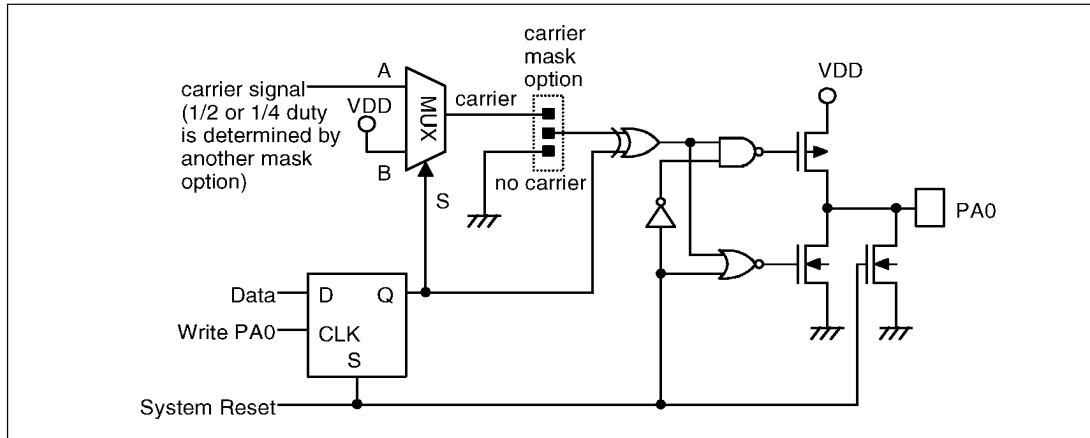 carrier
mask
option
VDD
A
carrier signal
(1/2 or 1/4 duty
is determined by
another mask
option)
VDD
MUX
carrier
B
no carrier
S
PA0
Data
D
Q
Write PA0
CLK
S
System Reset